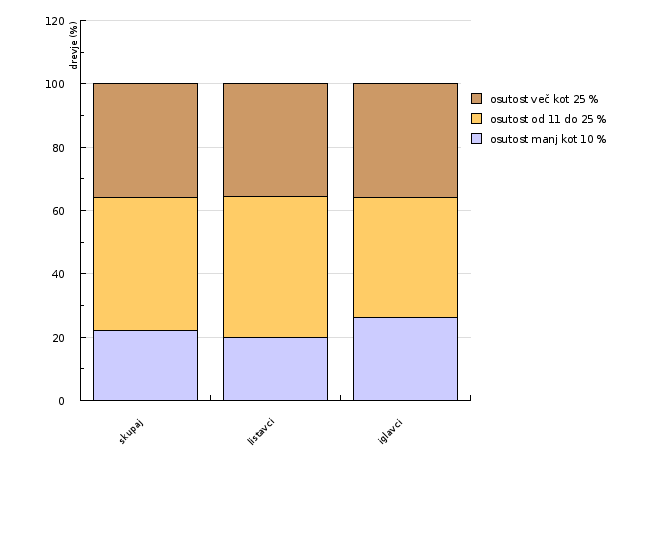 120
drevje (%)
100
80
60
40
20
0
skupaj
listavci
iglavci
osutost več kot 25 %
osutost od 11 do 25 %
osutost manj kot 10 %